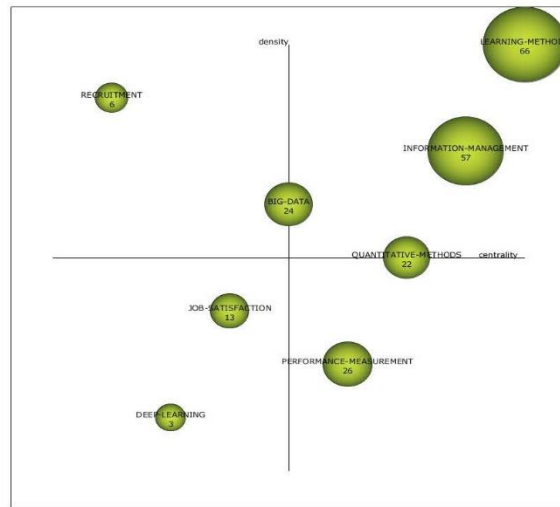 density
LEARNING-METHOD
66
RECRUITMENT
6
INFORMATION-MANAGEMENT
57
BIG-DATA
24
QUANTITATIVE-METHODS
22
centrality
JOB-SATISFACTION
13
PERFORMANCE-MEASUREMENT
26
DEEP-LEARNING
3